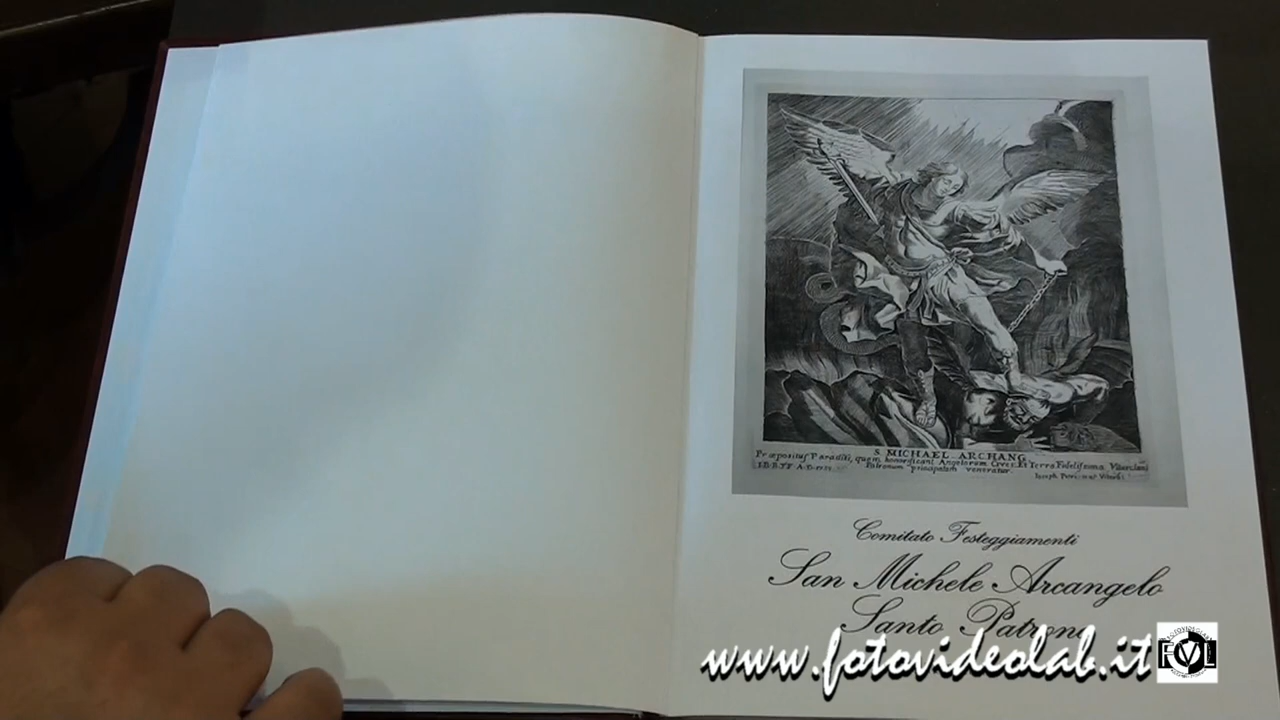 S. MICHAEL ARCHANG.
Præpositus Paradisi, quem honorificant Angelorum Cives. Et Terra Fidelissima
Patronum principalem veneratur.
Comitato Festeggiamenti
San Michele Arcangelo
Santo Patrono
www.fotovideolab.it
FVL